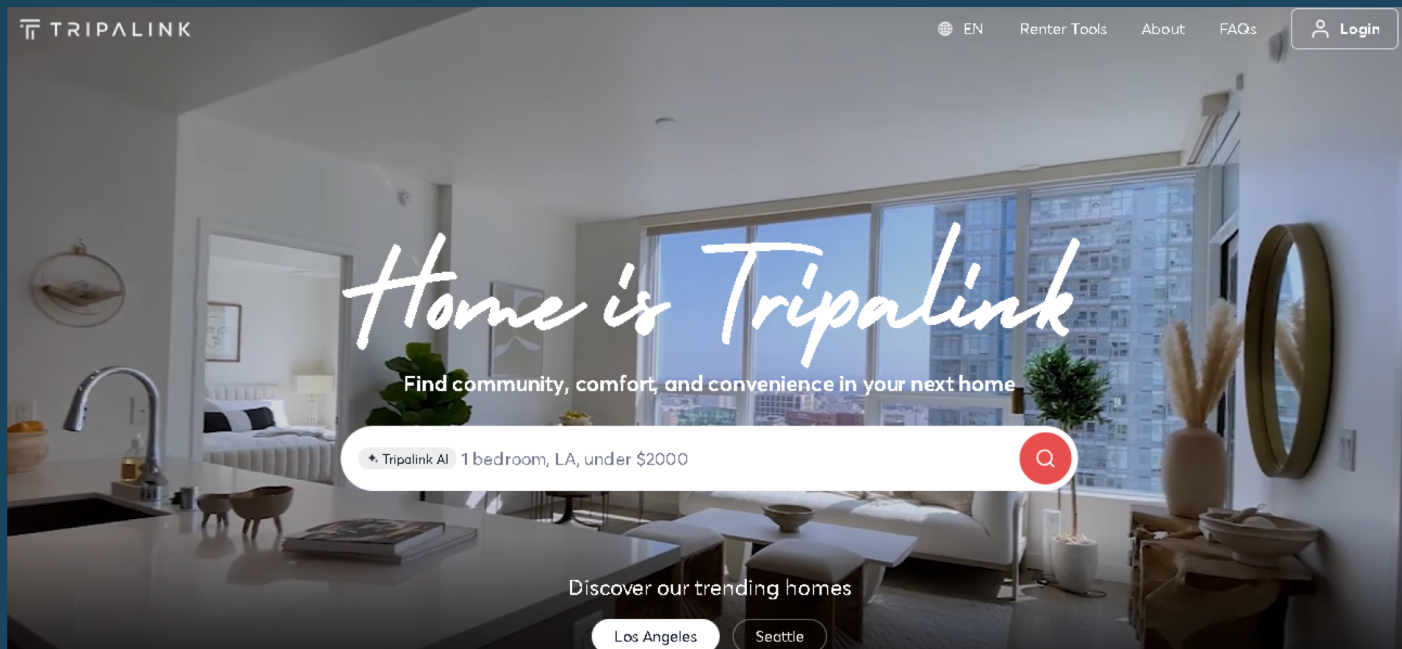 TRIPALINK
EN Renter Tools About FAQs Login
Home is Tripalink
Find community, comfort, and convenience in your next home
Tripalink AI 1 bedroom, LA, under $2000
Discover our trending homes
Los Angeles Seattle